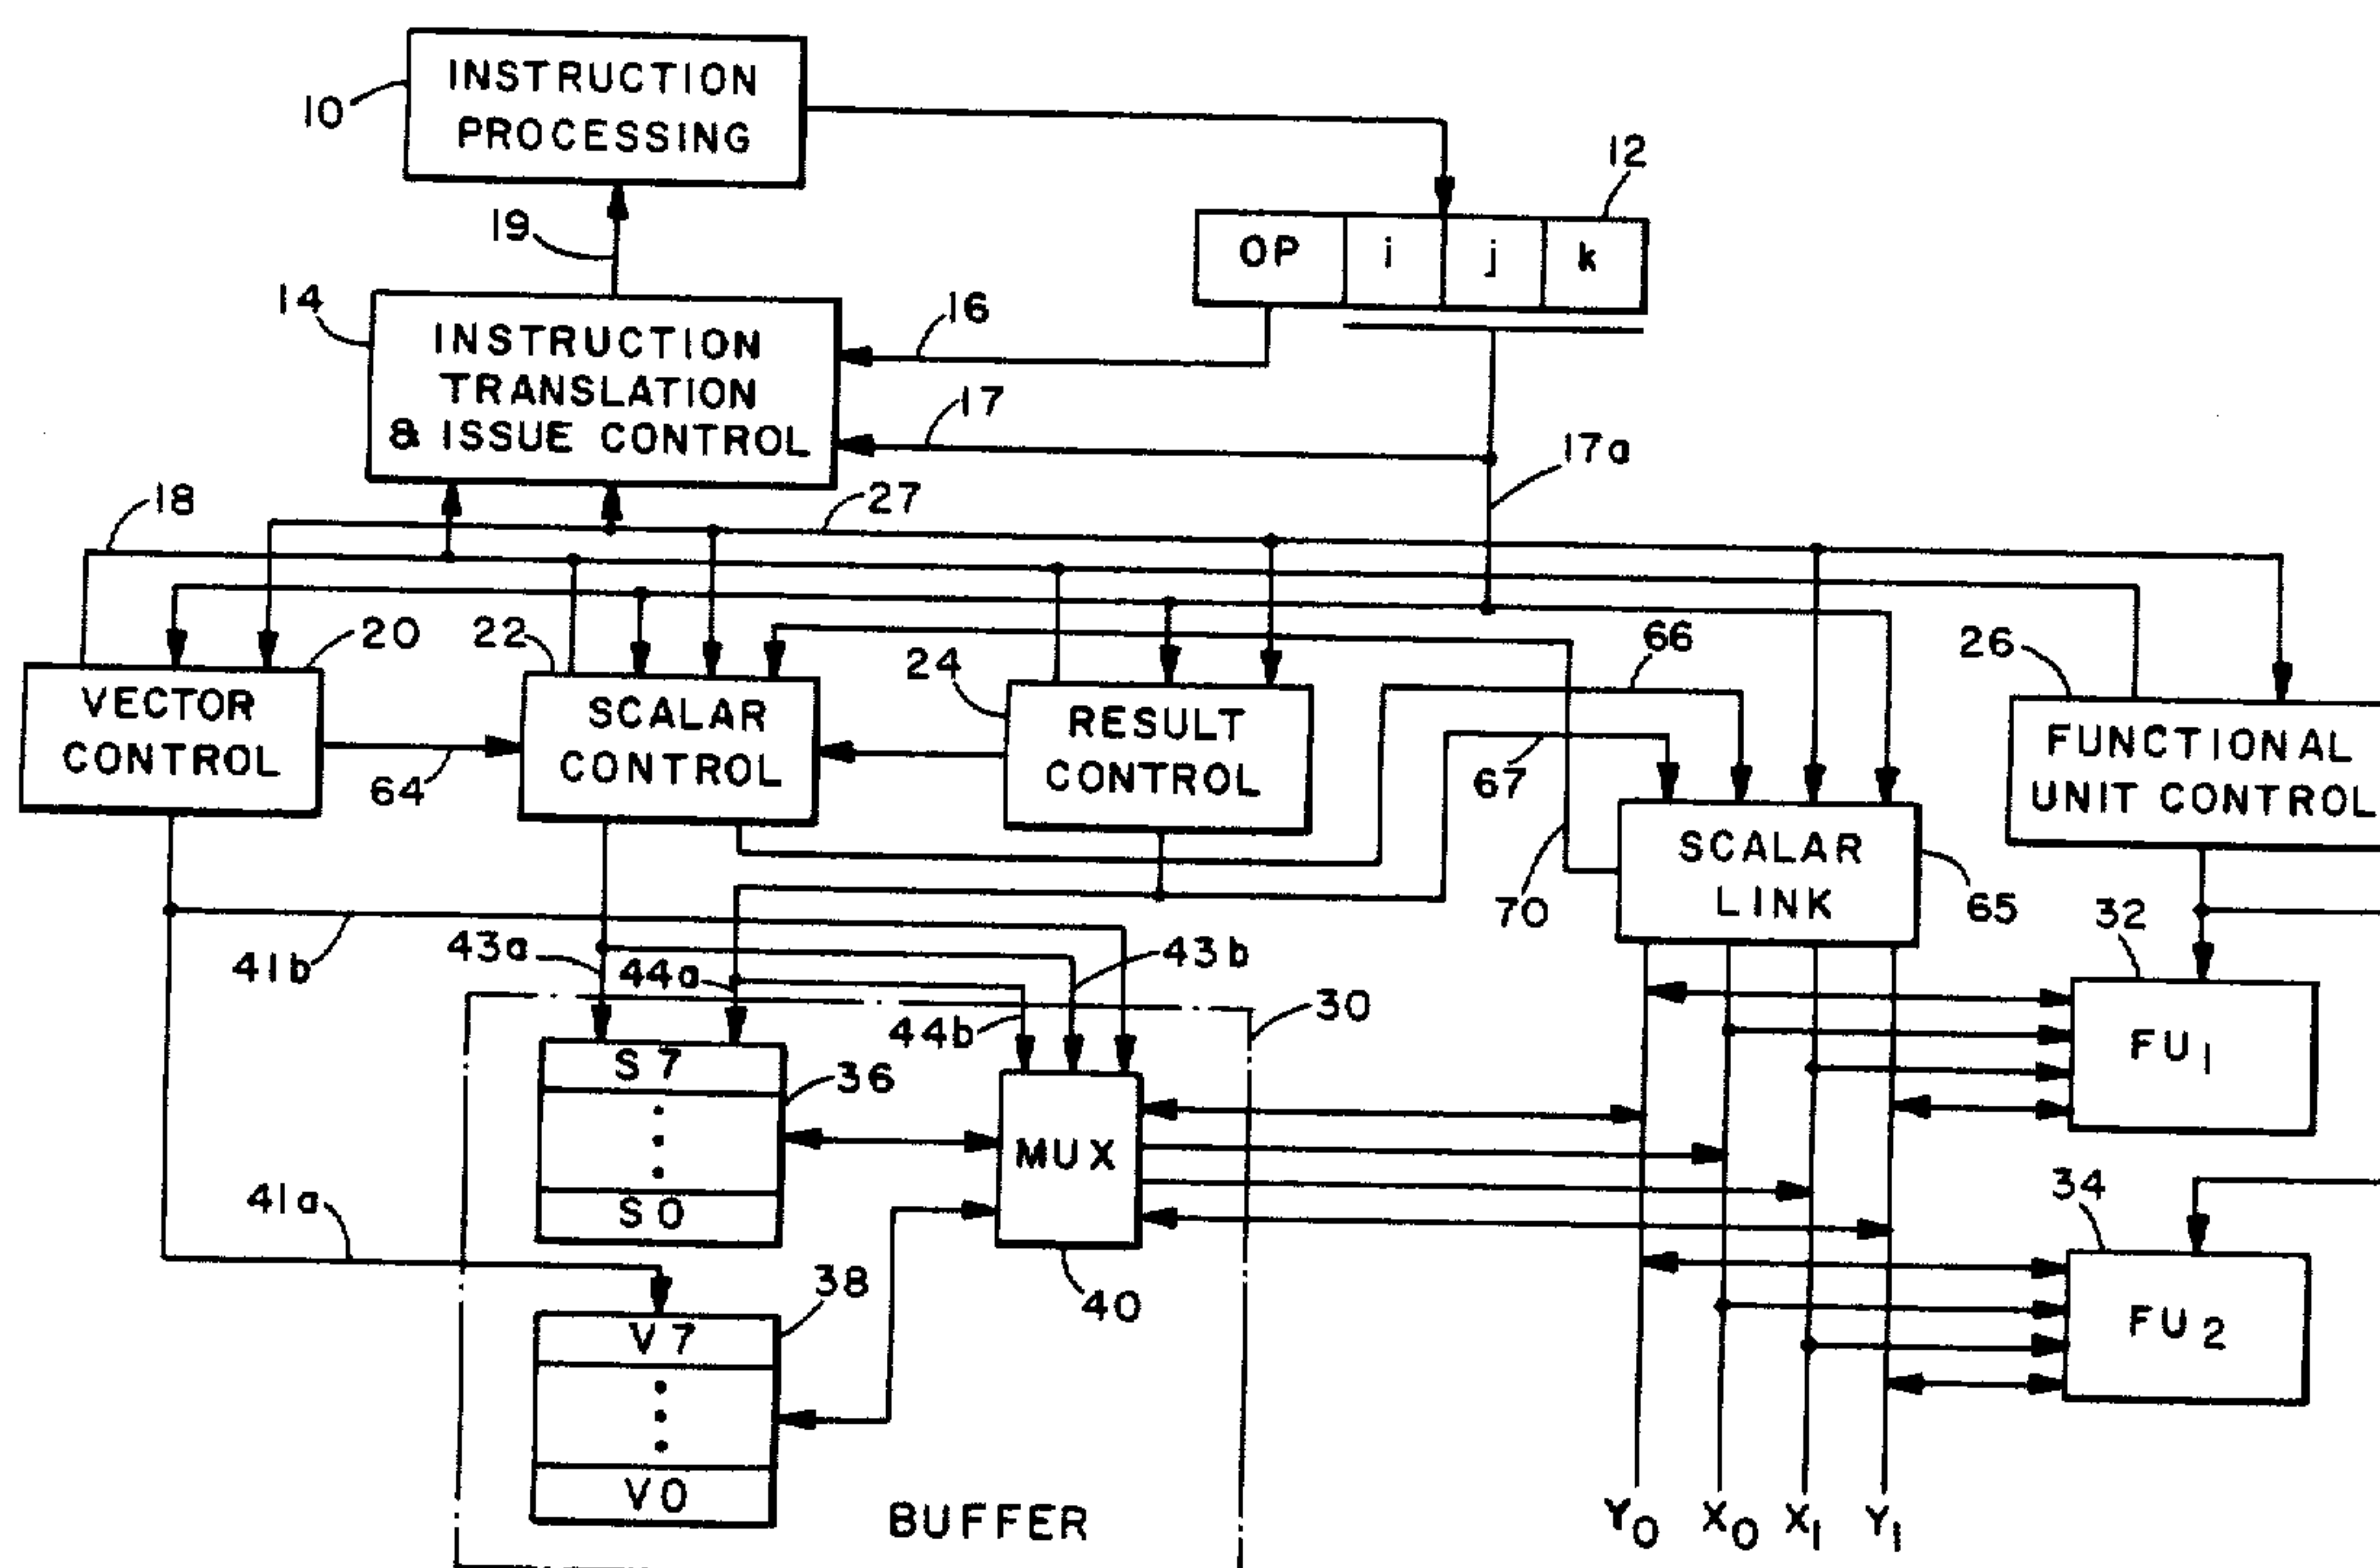 INSTRUCTION
PROCESSING
10
12
OP i j k
19
14
INSTRUCTION
TRANSLATION
& ISSUE CONTROL
16
17
17a
18
27
20
22
24
66
26
VECTOR
CONTROL
SCALAR
CONTROL
RESULT
CONTROL
FUNCTIONAL
UNIT CONTROL
64
67
SCALAR
LINK
70
65
32
41b
43a
44a
43b
44b
30
S7
36
S0
MUX
FU1
41a
40
38
34
V7
V0
FU2
BUFFER
Y0 X0 X1 Y1